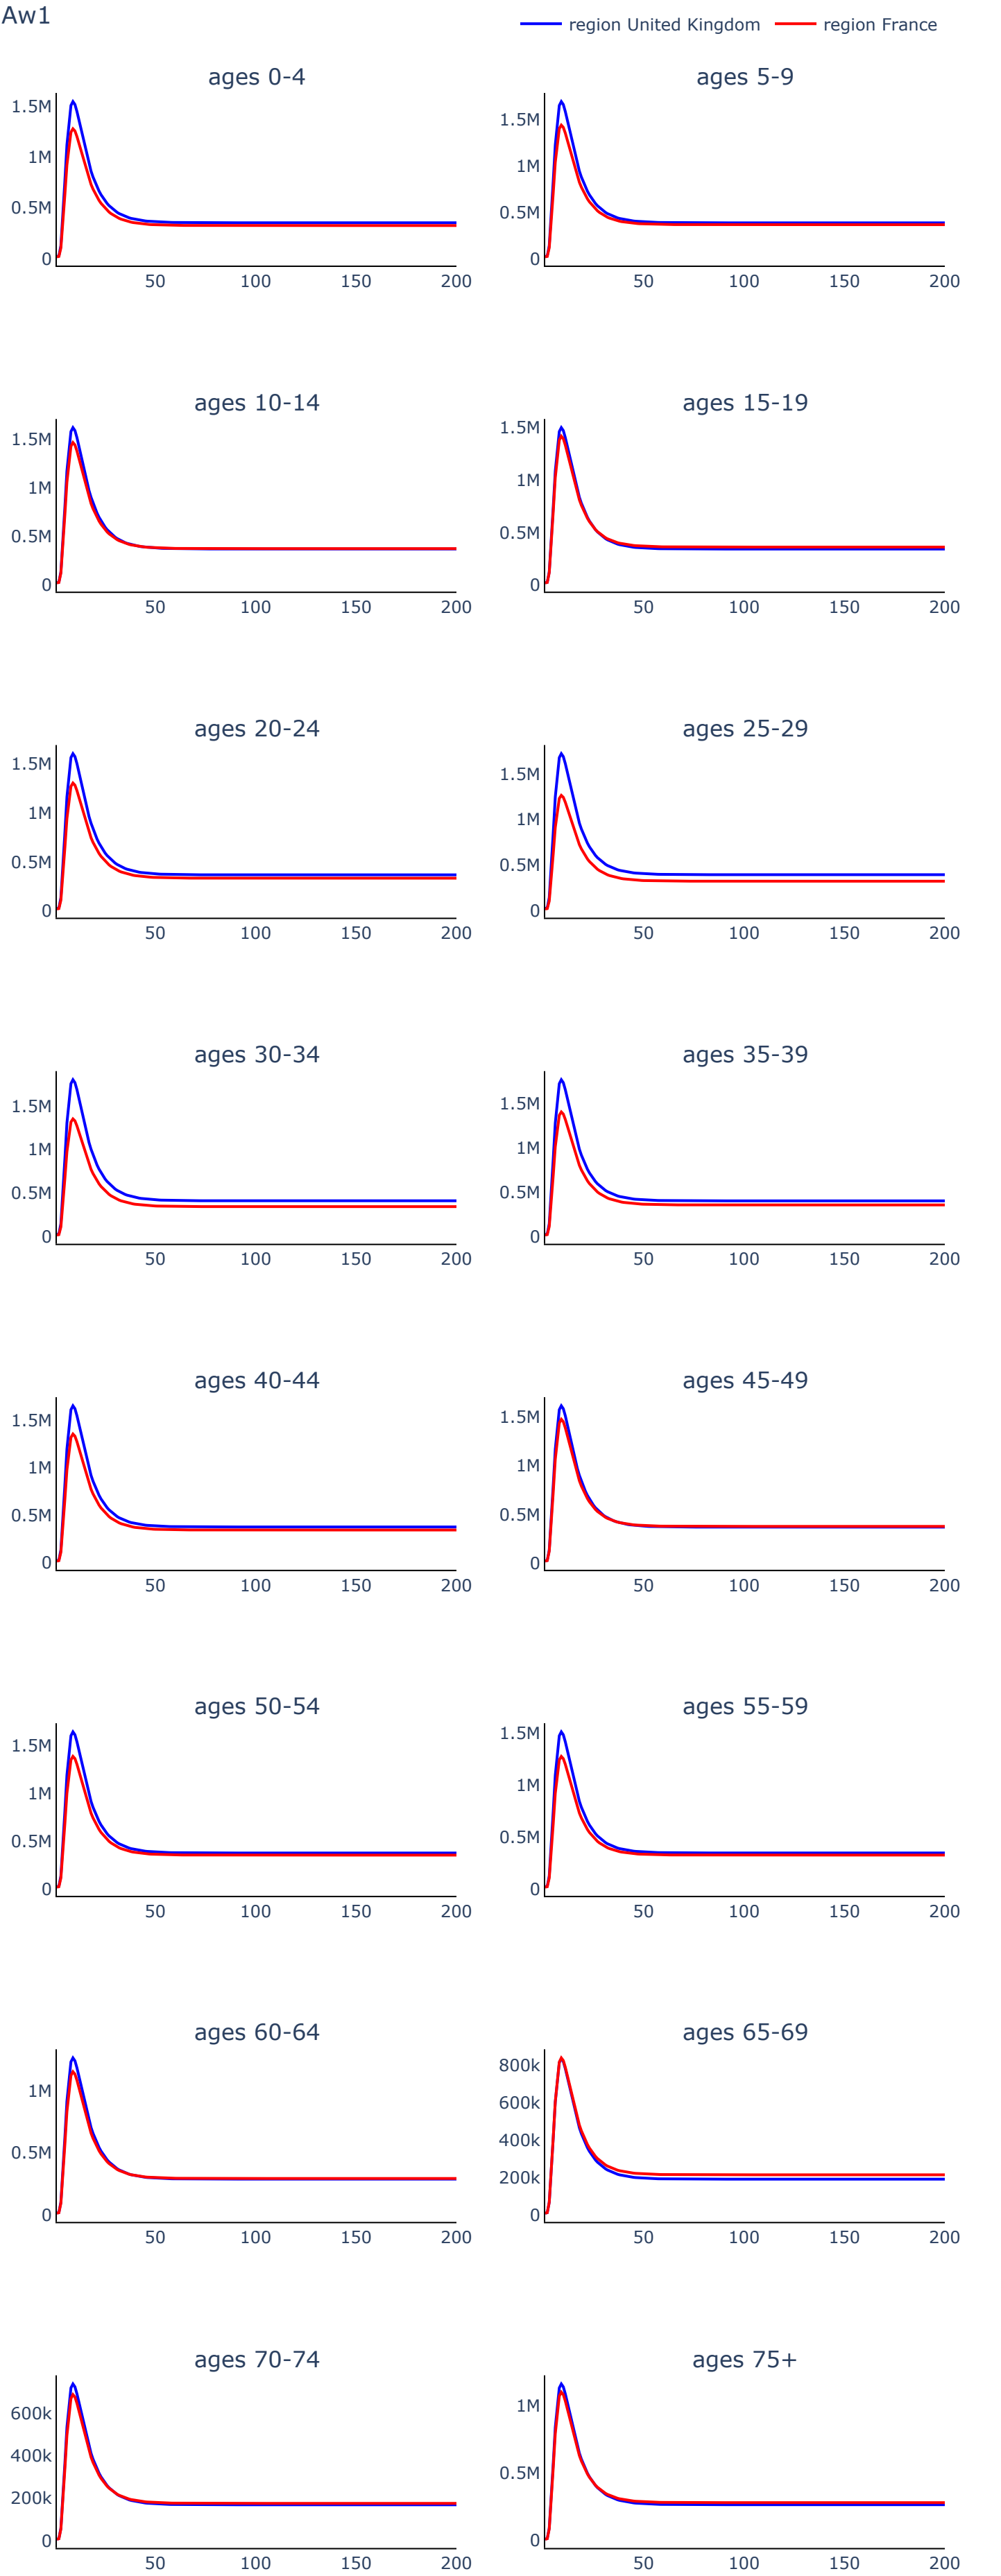 Aw1
region United Kingdom region France
ages 0-4 ages 5-9
1.5M
1M
0.5M
0
50 100 150 200
1.5M
1M
0.5M
0
50 100 150 200
ages 10-14 ages 15-19
1.5M
1M
0.5M
0
50 100 150 200
1.5M
1M
0.5M
0
50 100 150 200
ages 20-24 ages 25-29
1.5M
1M
0.5M
0
50 100 150 200
1.5M
1M
0.5M
0
50 100 150 200
ages 30-34 ages 35-39
1.5M
1M
0.5M
0
50 100 150 200
1.5M
1M
0.5M
0
50 100 150 200
ages 40-44 ages 45-49
1.5M
1M
0.5M
0
50 100 150 200
1.5M
1M
0.5M
0
50 100 150 200
ages 50-54 ages 55-59
1.5M
1M
0.5M
0
50 100 150 200
1.5M
1M
0.5M
0
50 100 150 200
ages 60-64 ages 65-69
1M
0.5M
0
50 100 150 200
800k
600k
400k
200k
0
50 100 150 200
ages 70-74 ages 75+
600k
400k
200k
0
50 100 150 200
1M
0.5M
0
50 100 150 200